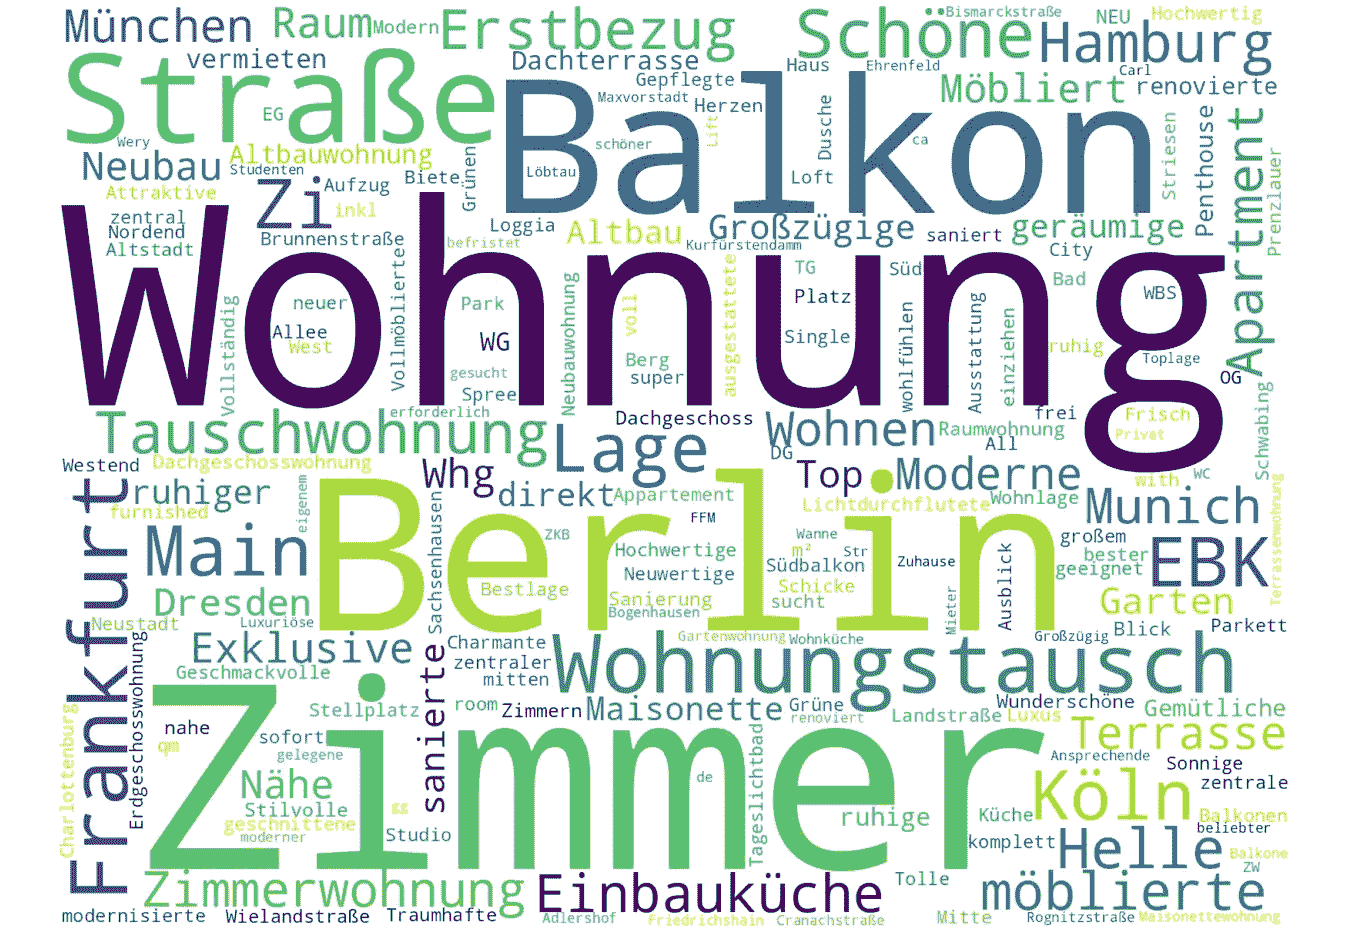 München
Raum
Modern
Erstbezug
Schöne
Bismarckstraße
NEU
Hochwertig
vermieten
Dachterrasse
Haus
Ehrenfeld
Hamburg
Carl
Straße
Gepflegte
Maxvorstadt
Herzen
Möbliert
renovierte
EG
Balkon
Lift
Dusche
ca
Striesen
Penthouse
Apartment
Prenzlauer
Wery
Neubau
Altbauwohnung
Studenten
Grünen
schöner
Löbtau
Loft
Attraktive
Zi
Aufzug
Biete
inkl
zentral
Nordend
Altstadt
Brunnenstraße
Loggia
befristet
Altbau
Großzügige
Kurfürstendamm
saniert
geräumige
City
Wohnung
Vollständig
neuer
Allee
West
Vollmöblierte
Park
WG
gesucht
Spree
Neubauwohnung
voll
Berg
super
ausgestattete
TG
Platz
Single
Süd
wohlfühlen
Ausstattung
einziehen
Bad
ruhig
WBS
Toplage
OG
Tauschwohnung
erforderlich
Lage
Dachgeschoss
Wohnen
DG
Raumwohnung
All
frei
Frisch
Privat
Schwabing
Westend
Dachgeschosswohnung
ruhiger
furnished
eigenem
Whg
direkt
Appartement
FFM
Top
Moderne
Lichtdurchflutete
Wohnlage
with
WC
Munich
Terrassenwohnung
Frankfurt
Main
Berlin
Sachsenhausen
ZKB
Hochwertige
Neuwertige
Wanne
m²
Str
Südbalkon
Schicke
Zuhause
Ausblick
großem
bester
geeignet
EBK
Dresden
Neustadt
Luxuriöse
Bestlage
Sanierung
sucht
Bogenhausen
Mieter
Garten
Großzügig
Blick
Parkett
Erdgeschosswohnung
Exklusive
Geschmackvolle
Charmante
zentraler
mitten
Gartenwohnung
Wohnküche
Wohnungstausch
Charlottenburg
nahe
qm
Stellplatz
sanierte
room
Zimmern
Maisonette
Grüne
renoviert
Landstraße
Luxus
Wunderschöne
Gemütliche
sofort
gelegene
Zimmer
Tageslichtbad
de
Terrasse
Ansprechende
Sonnige
zentrale
Nähe
Stilvolle
geschnittene
moderner
gg
Studio
ruhige
Küche
komplett
Köln
Balkonen
beliebter
Helle
Balkone
ZW
Zimmerwohnung
Einbauküche
Tolle
möblierte
modernisierte
Wielandstraße
Traumhafte
Adlershof
Friedrichshain
Cranachstraße
Mitte
Rognitzstraße
Maisonettewohnung